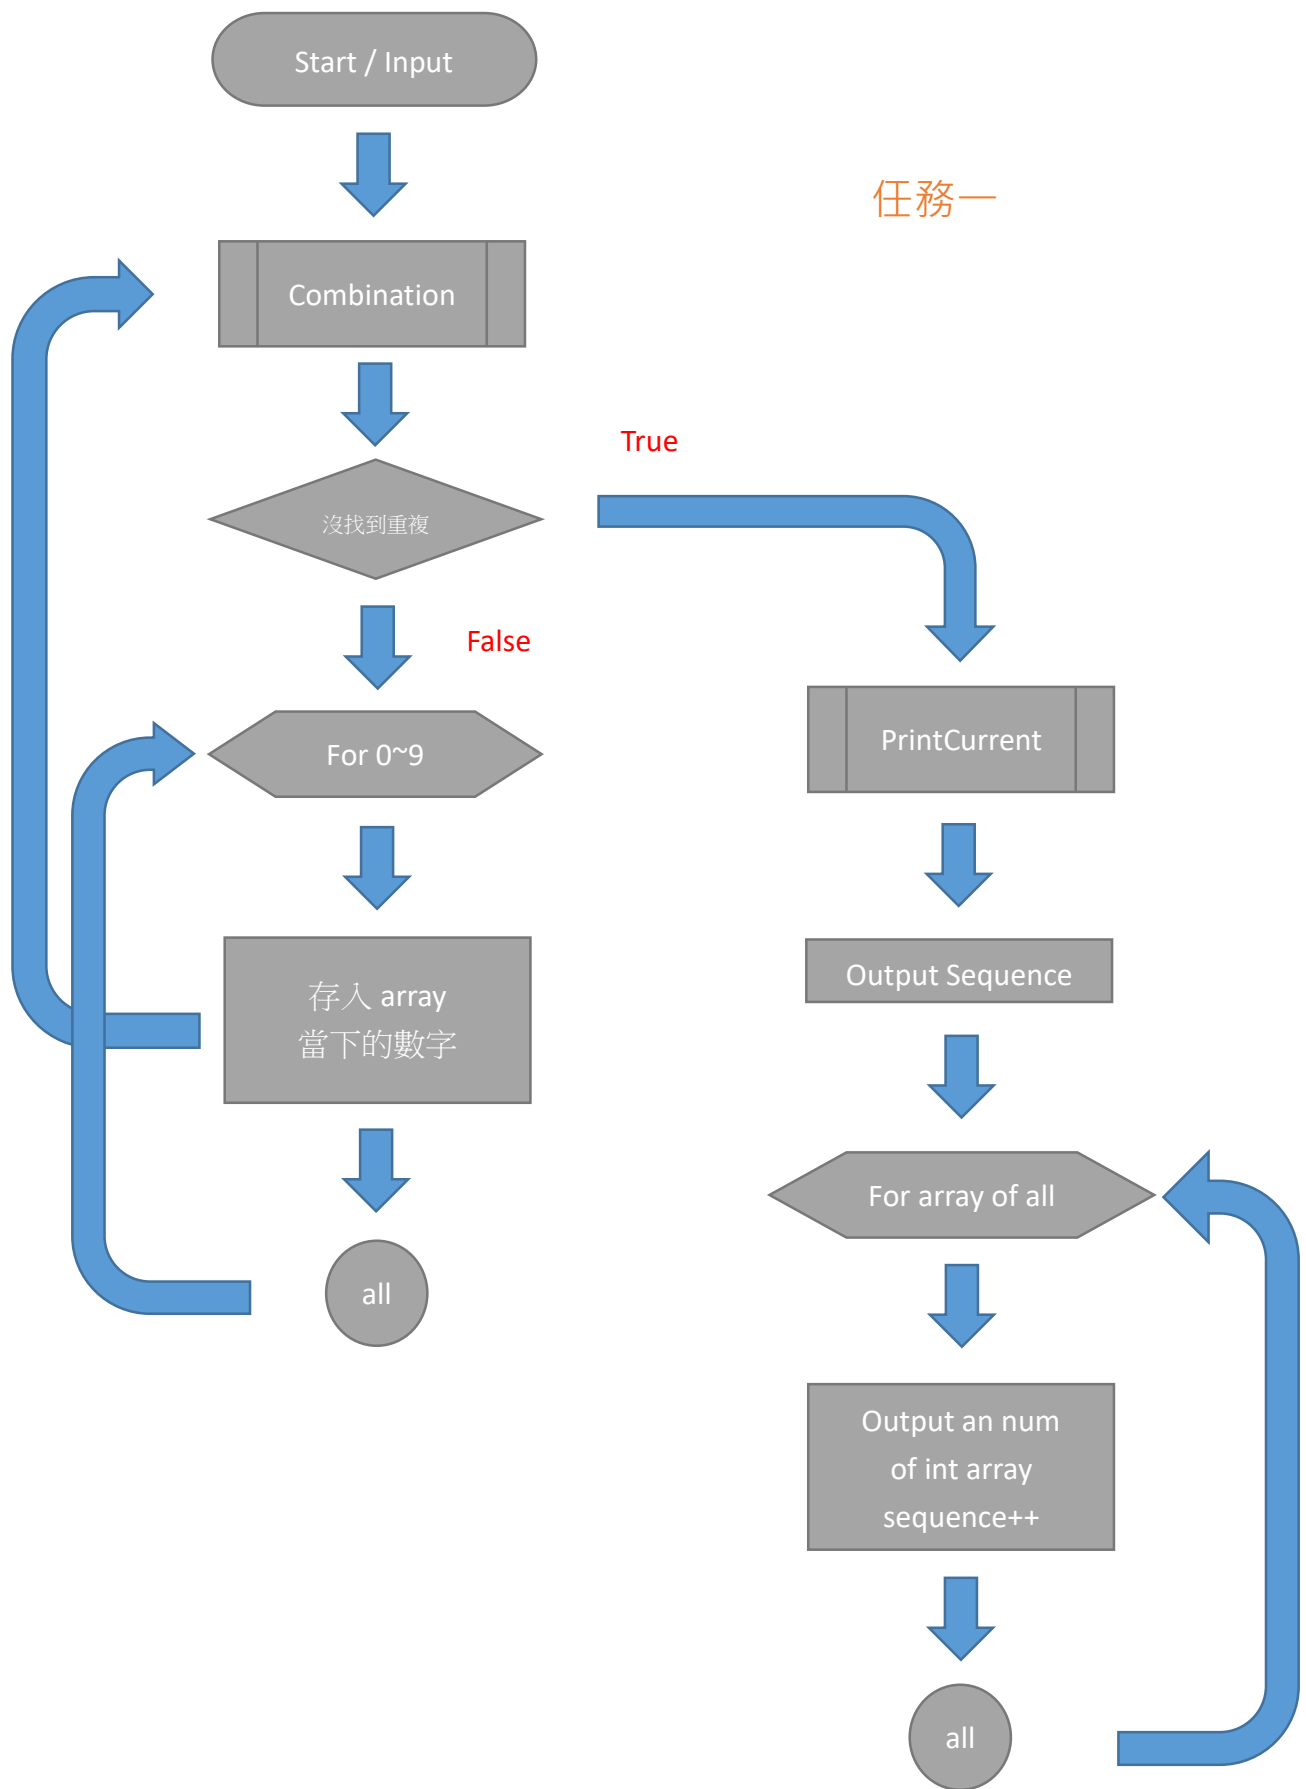 Start / Input
任務一
Combination
True
沒找到重複
False
For 0~9
PrintCurrent
存入 array
當下的數字
Output Sequence
all
For array of all
Output an num
of int array
sequence++
all